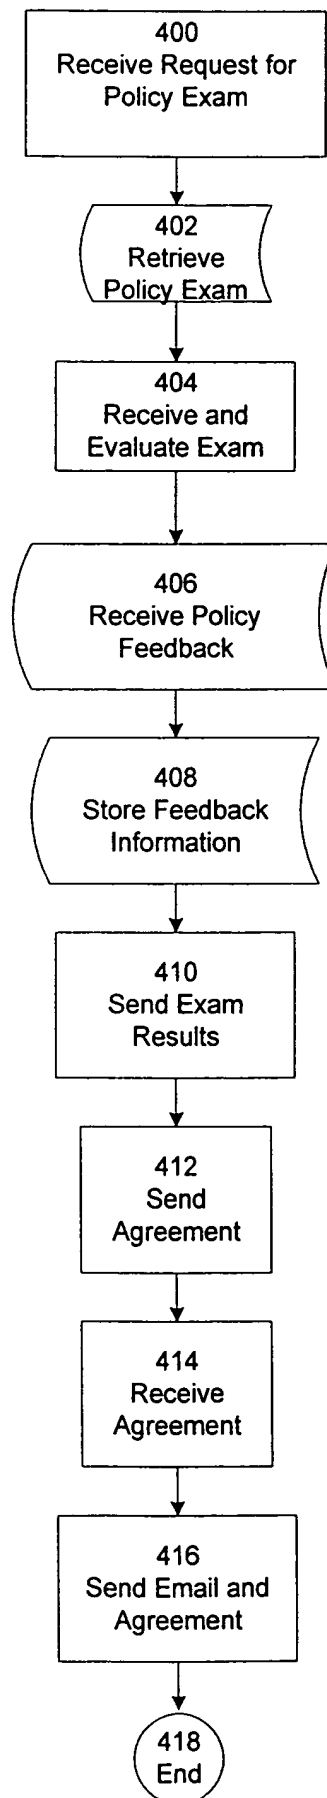 400
Receive Request for
Policy Exam
402
Retrieve
Policy Exam
404
Receive and
Evaluate Exam
406
Receive Policy
Feedback
408
Store Feedback
Information
410
Send Exam
Results
412
Send
Agreement
414
Receive
Agreement
416
Send Email and
Agreement
418
End